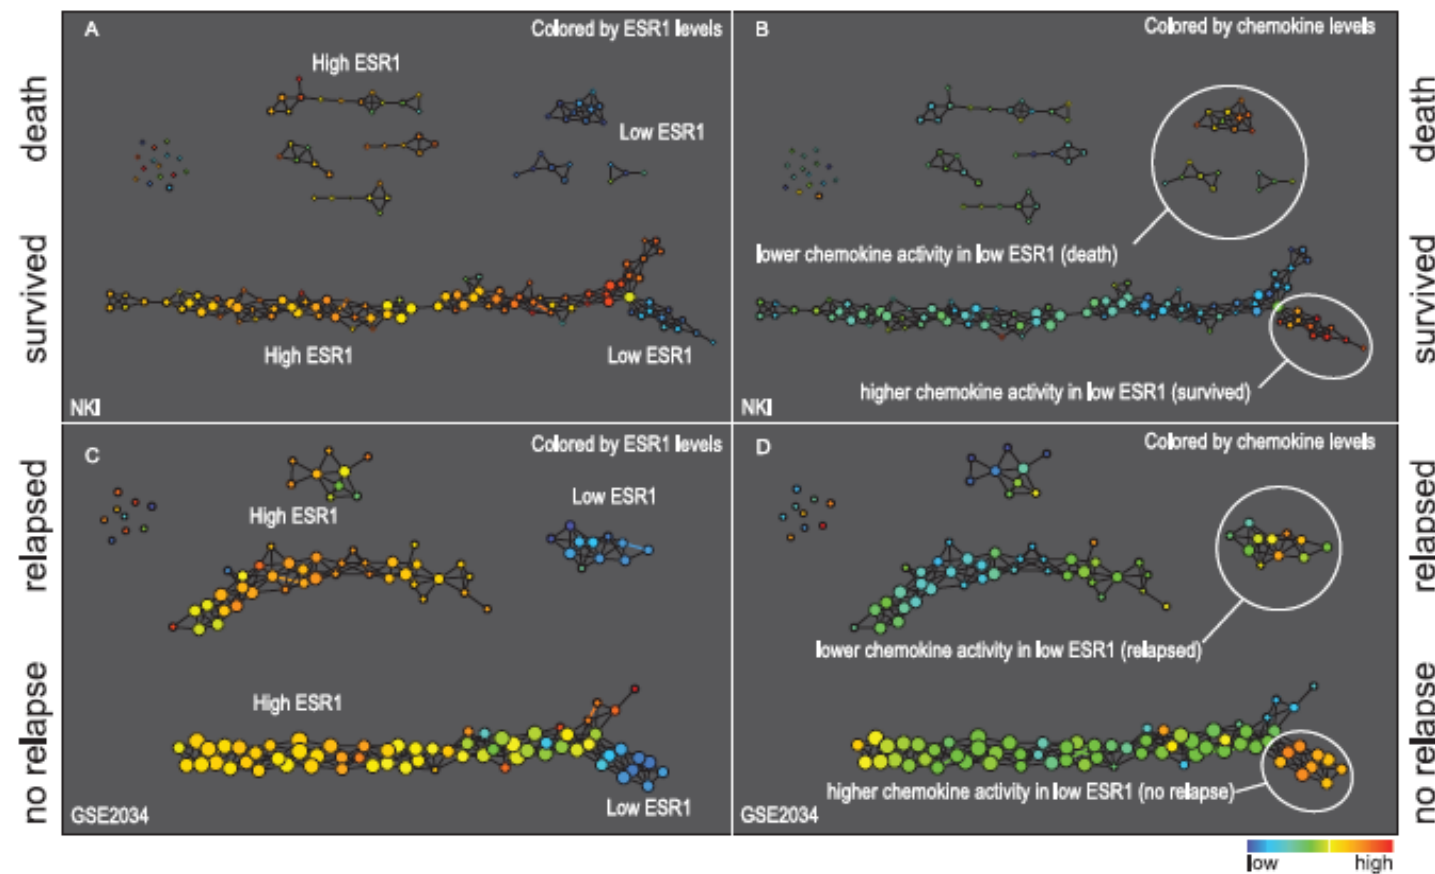 A
Colored by ESR1 levels
High ESR1
Low ESR1
High ESR1
Low ESR1
NKI
death
survived
B
Colored by chemokine levels
lower chemokine activity in low ESR1 (death)
higher chemokine activity in low ESR1 (survived)
NKI
death
survived
C
Colored by ESR1 levels
Low ESR1
High ESR1
High ESR1
Low ESR1
GSE2034
relapsed
no relapse
D
Colored by chemokine levels
lower chemokine activity in low ESR1 (relapsed)
higher chemokine activity in low ESR1 (no relapse)
GSE2034
relapsed
no relapse
low high